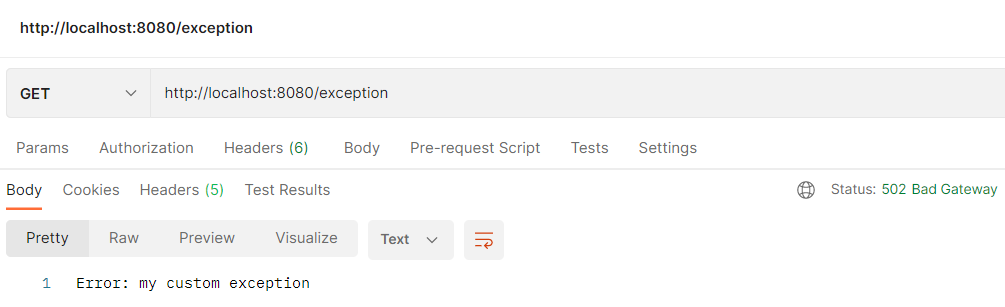 http://localhost:8080/exception
GET http://localhost:8080/exception
Params Authorization Headers (6) Body Pre-request Script Tests Settings
Body Cookies Headers (5) Test Results Status: 502 Bad Gateway
Pretty Raw Preview Visualize Text
1 Error: my custom exception